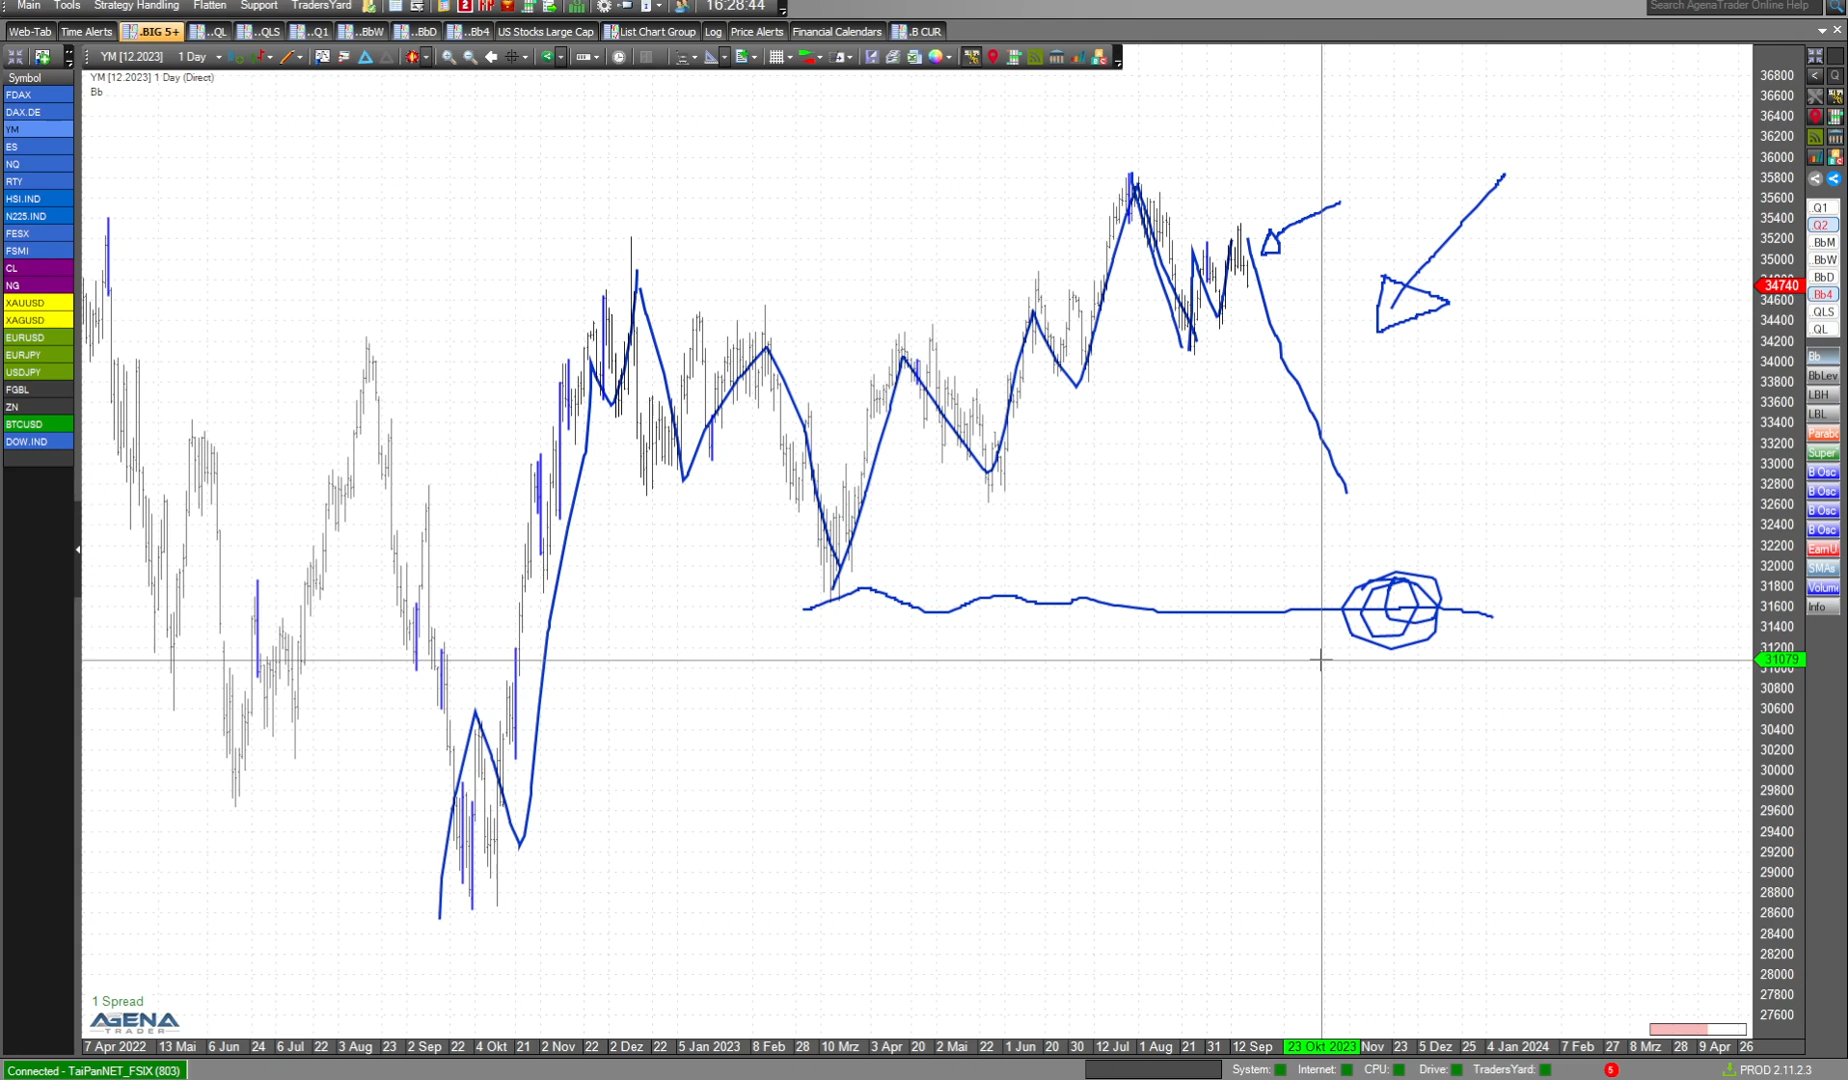 Main Tools Strategy Handling Flatten Support TradersYard 16:28:44 Search AgenaTrader Online Help
Web-Tab Time Alerts .BIG 5+ ..QL ..QLS ..Q1 ..BbW ..BbD ..Bb4 US Stocks Large Cap List Chart Group Log Price Alerts Financial Calendars .B CUR
YM [12.2023] 1 Day
Symbol
FDAX
DAX.DE
YM
ES
NQ
RTY
HSI.IND
N225.IND
FESX
FSMI
CL
NG
XAUUSD
XAGUSD
EURUSD
EURJPY
USDJPY
FGBL
ZN
BTCUSD
DOW.IND
YM [12.2023] 1 Day (Direct)
Bb
36800
36600
36400
36200
36000
35800
35600
35400
35200
35000
34740
34600
34400
34200
34000
33800
33600
33400
33200
33000
32800
32600
32400
32200
32000
31800
31600
31400
31200
31079
31000
30800
30600
30400
30200
30000
29800
29600
29400
29200
29000
28800
28600
28400
28200
28000
27800
27600
..Q1
..Q2
..BbM
..BbW
..BbD
..Bb4
..QLS
..QL
Bb
BbLev
LBH
LBL
Parabo
Super
B Osc
B Osc
B Osc
B Osc
EarnU
SMAs
Volum
Info
1 Spread
AGENA
TRADER
7 Apr 2022 13 Mai 6 Jun 24 6 Jul 22 3 Aug 23 2 Sep 22 4 Okt 21 2 Nov 22 2 Dez 22 5 Jan 2023 8 Feb 28 10 Mrz 3 Apr 20 2 Mai 22 1 Jun 20 30 12 Jul 1 Aug 21 31 12 Sep 23 Okt 2023 Nov 23 5 Dez 25 4 Jan 2024 7 Feb 27 8 Mrz 28 9 Apr 26
Connected - TaiPanNET_FSIX (803) System: Internet: CPU: Drive: TradersYard: 5 PROD 2.11.2.3